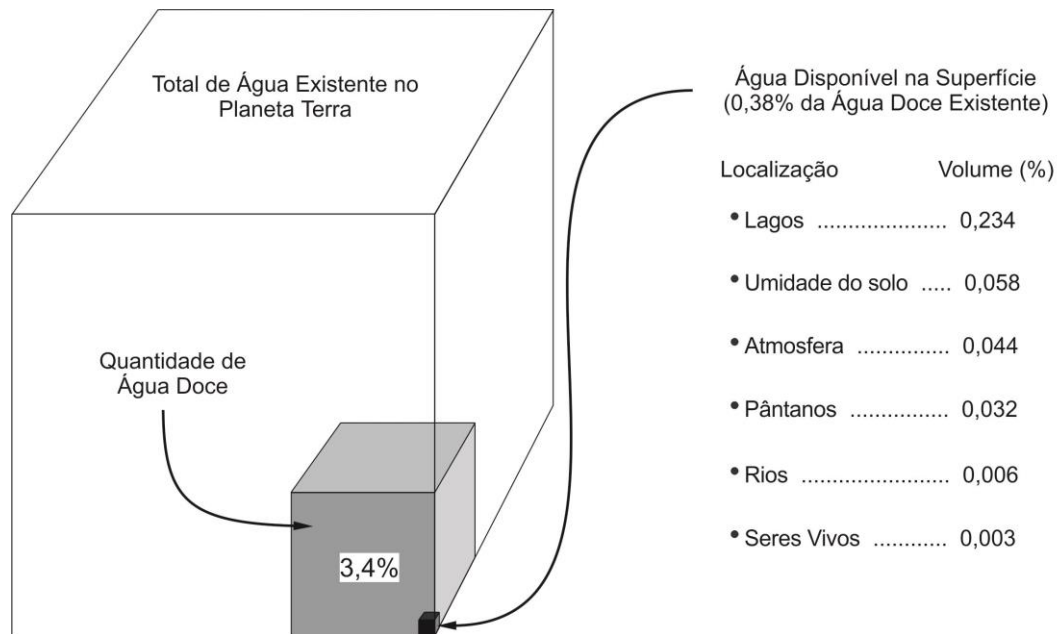 Total de Água Existente no
Planeta Terra
Quantidade de
Água Doce
3,4%
Água Disponível na Superfície
(0,38% da Água Doce Existente)
Localização Volume (%)
• Lagos ..................... 0,234
• Umidade do solo ..... 0,058
• Atmosfera ............... 0,044
• Pântanos ................ 0,032
• Rios ........................ 0,006
• Seres Vivos ............ 0,003